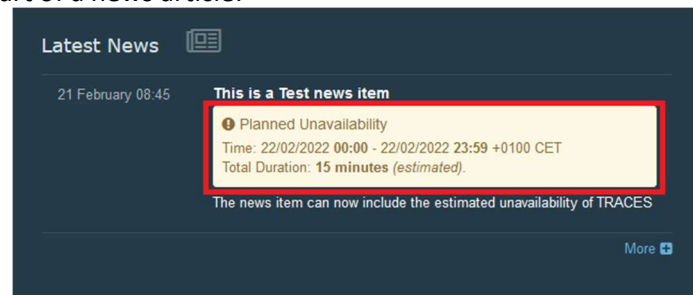 Latest News
21 February 08:45
This is a Test news item
Planned Unavailability
Time: 22/02/2022 00:00 - 22/02/2022 23:59 +0100 CET
Total Duration: 15 minutes (estimated).
The news item can now include the estimated unavailability of TRACES
More